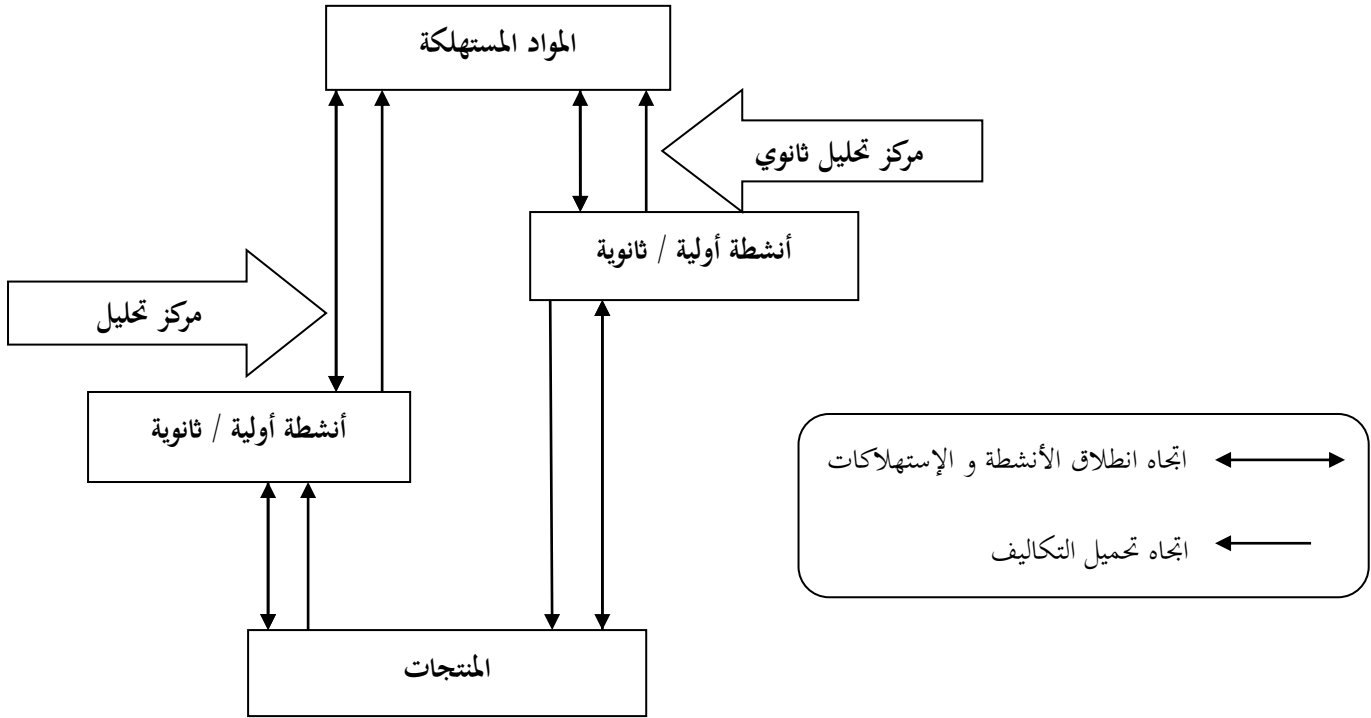 المواد المستهلكة
مركز تحليل ثانوي
أنشطة أولية / ثانوية
مركز تحليل
أنشطة أولية / ثانوية
اتجاه انطلاق الأنشطة و الإستهلاكات
اتجاه تحميل التكاليف
المنتجات